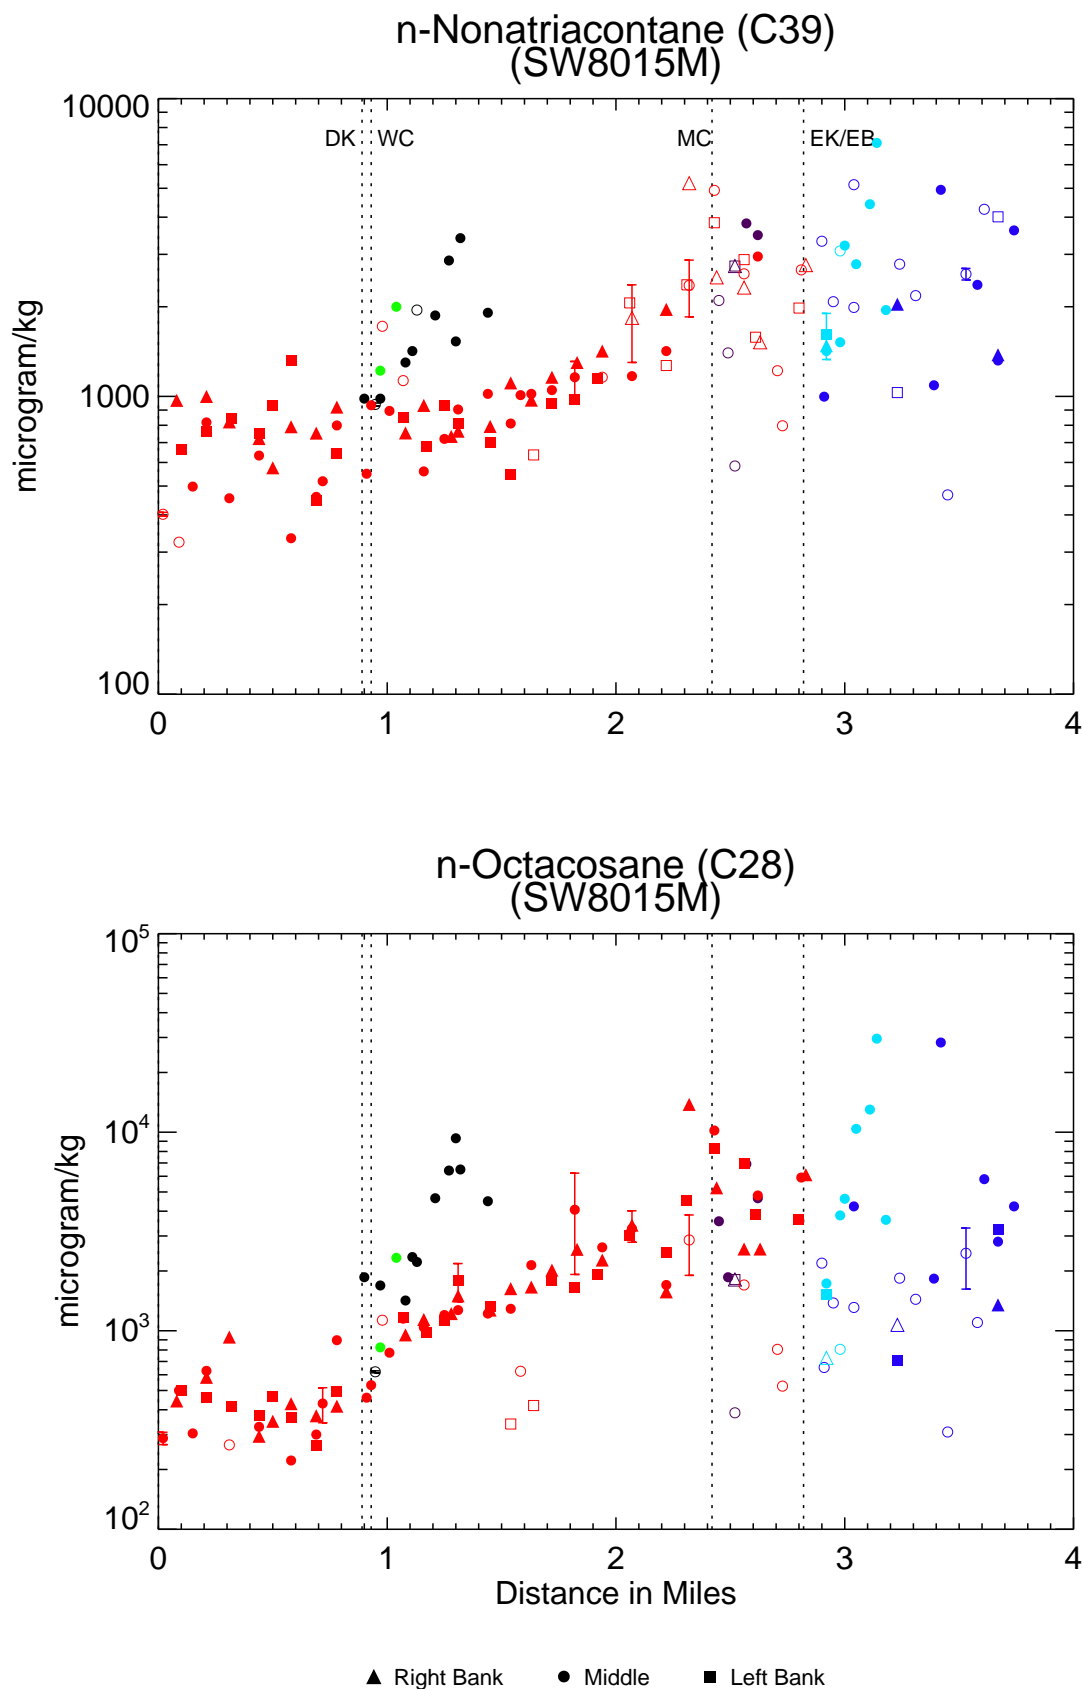 n-Nonatriacontane (C39)
(SW8015M)
10000
DK WC MC EK/EB
1000
microgram/kg
100
0 1 2 3 4
n-Octacosane (C28)
(SW8015M)
10^5
10^4
microgram/kg
10^3
10^2
0 1 2 3 4
Distance in Miles
Right Bank Middle Left Bank